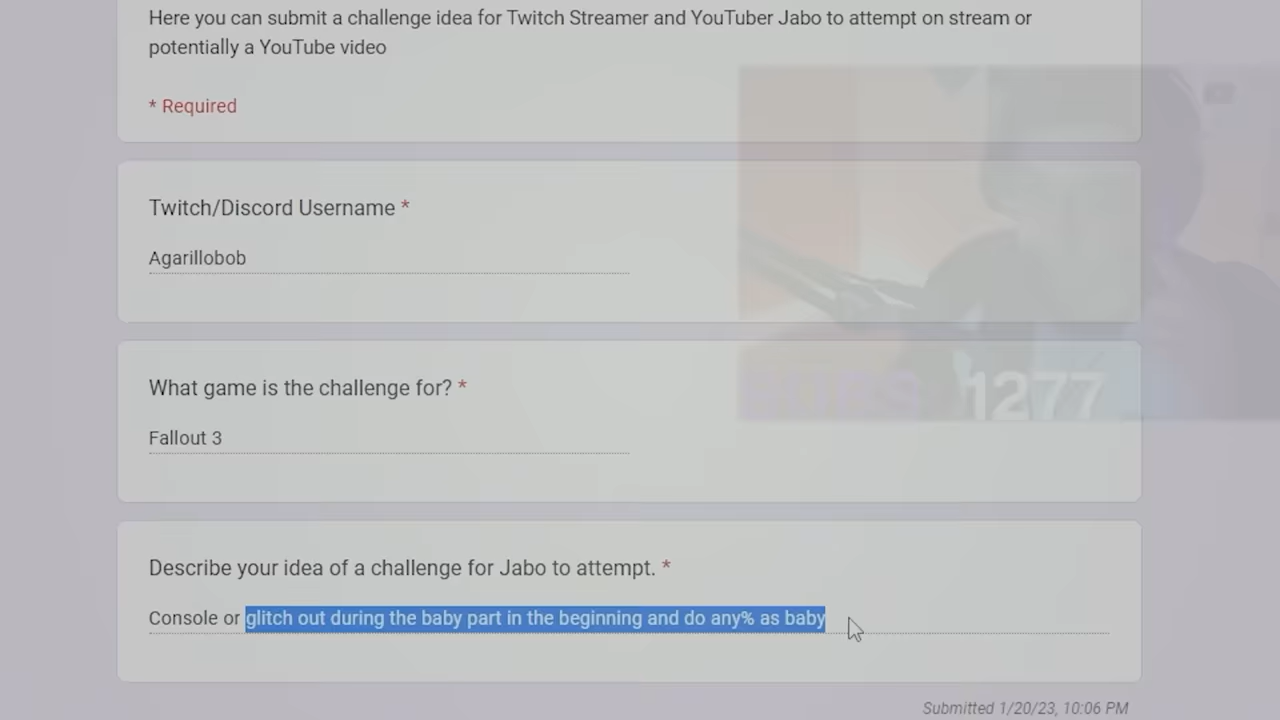 Here you can submit a challenge idea for Twitch Streamer and YouTuber Jabo to attempt on stream or
potentially a YouTube video
* Required
Twitch/Discord Username *
Agarillobob
What game is the challenge for? *
Fallout 3
1277
Describe your idea of a challenge for Jabo to attempt. *
Console or glitch out during the baby part in the beginning and do any% as baby
Submitted 1/20/23, 10:06 PM